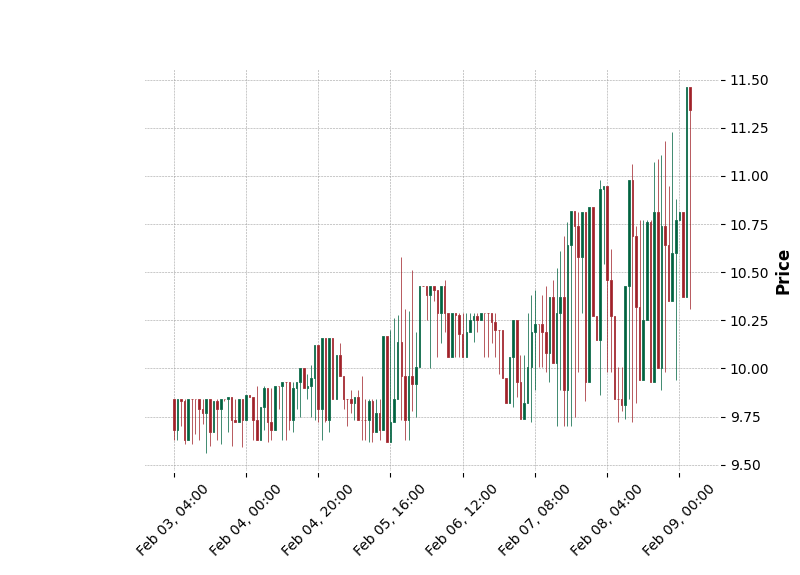 11.50
11.25
11.00
10.75
10.50
10.25
10.00
9.75
9.50
Price
Feb 03, 04:00
Feb 04, 00:00
Feb 04, 20:00
Feb 05, 16:00
Feb 06, 12:00
Feb 07, 08:00
Feb 08, 04:00
Feb 09, 00:00